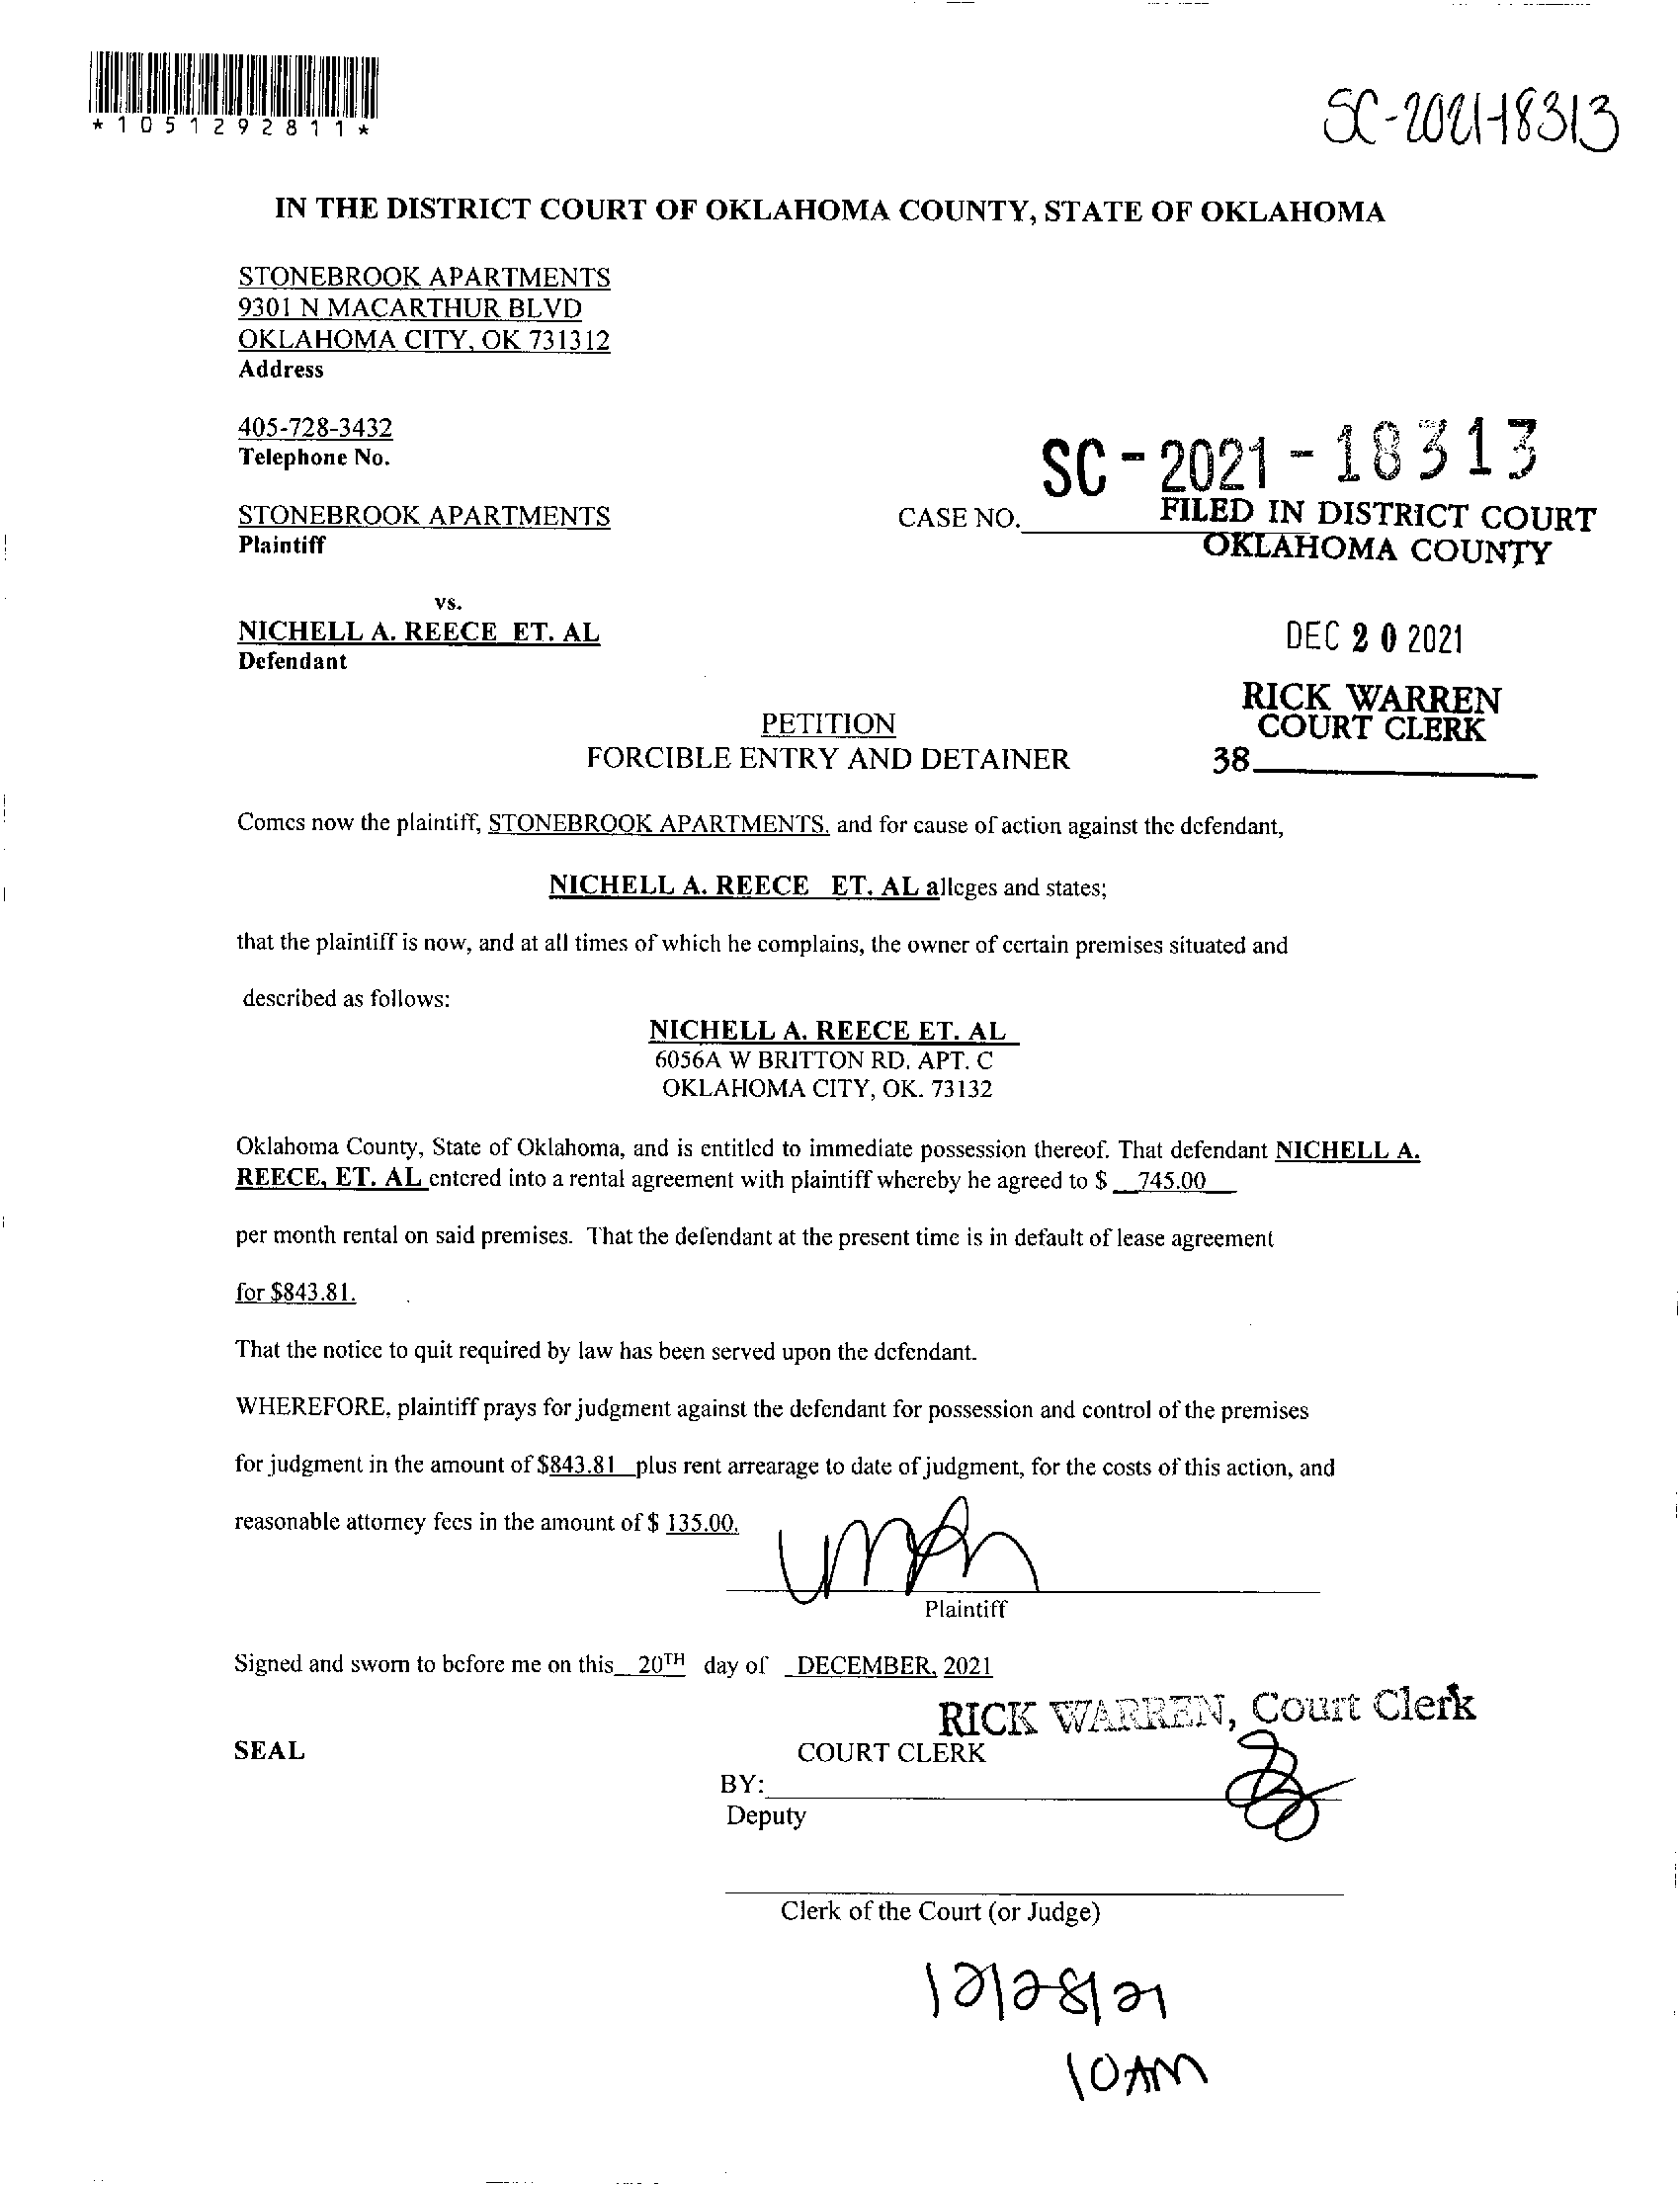 *1051292811*
SC-2021-18313
IN THE DISTRICT COURT OF OKLAHOMA COUNTY, STATE OF OKLAHOMA
STONEBROOK APARTMENTS
9301 N MACARTHUR BLVD
OKLAHOMA CITY, OK 731312
Address
405-728-3432
Telephone No.
SC-2021-18313
STONEBROOK APARTMENTS
CASE NO.
FILED IN DISTRICT COURT
Plaintiff
OKLAHOMA COUNTY
vs.
NICHELL A. REECE ET. AL
DEC 20 2021
Defendant
RICK WARREN
PETITION
COURT CLERK
FORCIBLE ENTRY AND DETAINER
38
Comes now the plaintiff, STONEBROOK APARTMENTS, and for cause of action against the defendant,
NICHELL A. REECE ET. AL alleges and states;
that the plaintiff is now, and at all times of which he complains, the owner of certain premises situated and
described as follows:
NICHELL A. REECE ET. AL
6056A W BRITTON RD. APT. C
OKLAHOMA CITY, OK. 73132
Oklahoma County, State of Oklahoma, and is entitled to immediate possession thereof. That defendant NICHELL A.
REECE, ET. AL entered into a rental agreement with plaintiff whereby he agreed to $ 745.00
per month rental on said premises. That the defendant at the present time is in default of lease agreement
for $843.81.
That the notice to quit required by law has been served upon the defendant.
WHEREFORE, plaintiff prays for judgment against the defendant for possession and control of the premises
for judgment in the amount of $843.81 plus rent arrearage to date of judgment, for the costs of this action, and
reasonable attorney fees in the amount of $ 135.00.
Plaintiff
Signed and sworn to before me on this 20TH day of DECEMBER, 2021
RICK WARREN, Court Clerk
SEAL
COURT CLERK
BY:
Deputy
Clerk of the Court (or Judge)
12/28/21
10AM